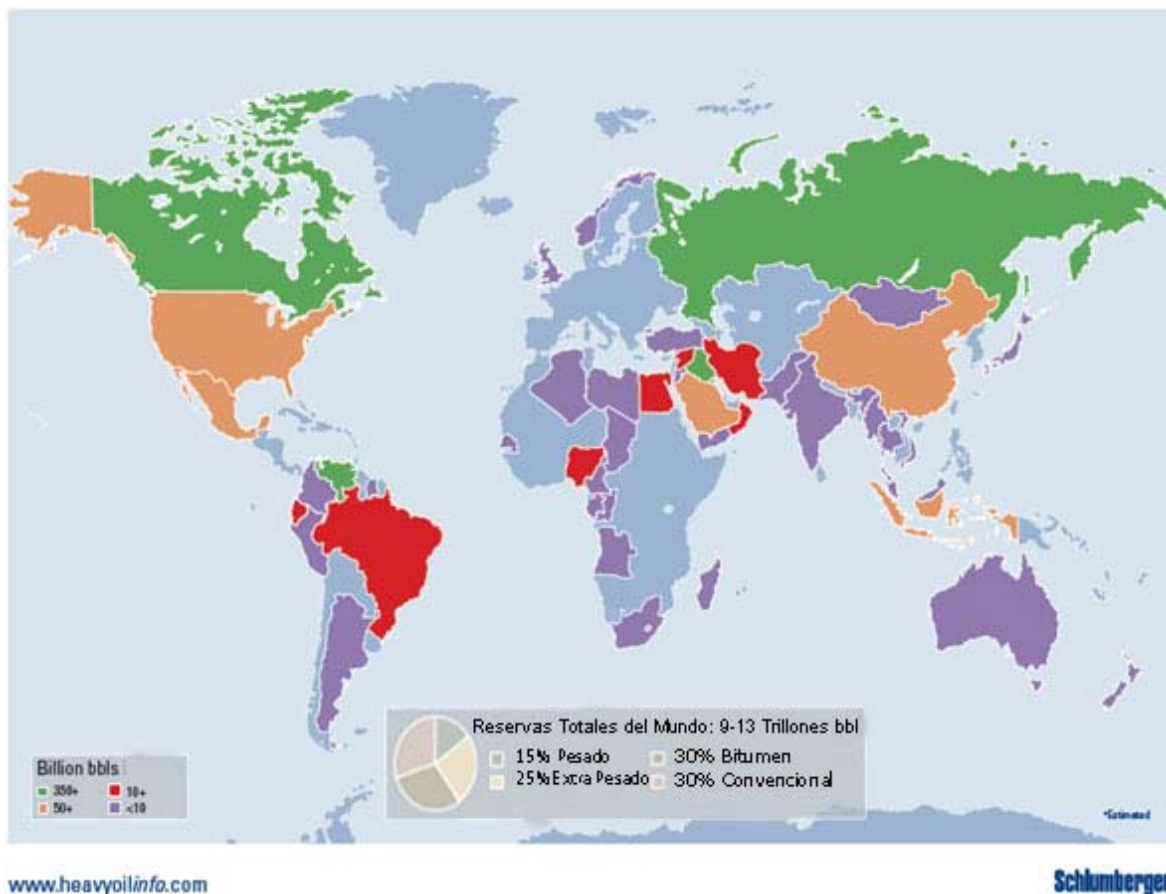 Reservas Totales del Mundo: 9-13 Trillones bbl
15% Pesado 30% Bitumen
25%Extra Pesado 30% Convencional
Billion bbls
350+ 10+
50+ <10
*Estimated
www.heavyoilinfo.com
Schlumberger